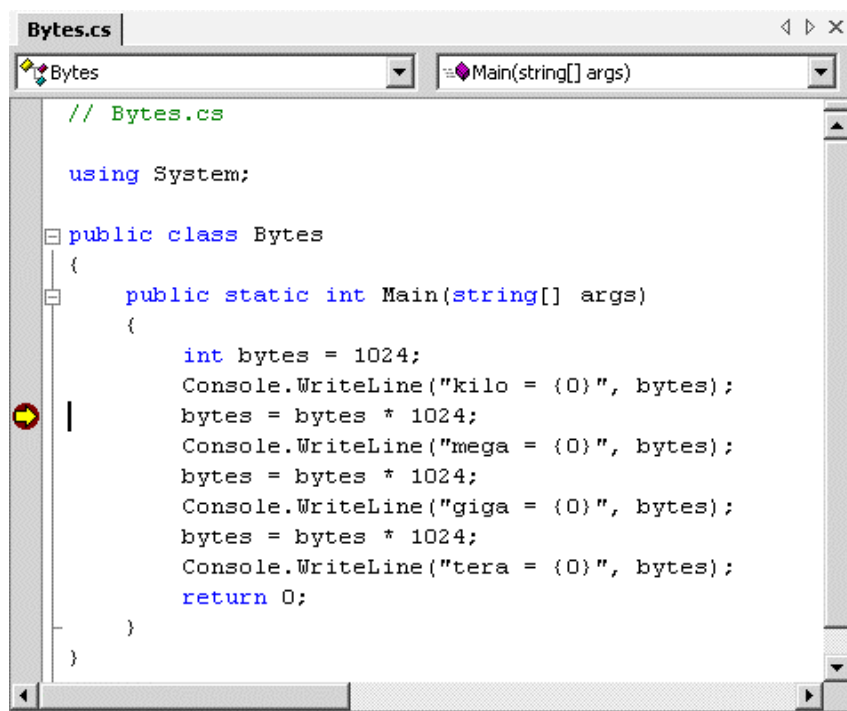 Bytes.cs
Bytes
Main(string[] args)
// Bytes.cs
using System;
public class Bytes
{
public static int Main(string[] args)
{
int bytes = 1024;
Console.WriteLine("kilo = {0}", bytes);
bytes = bytes * 1024;
Console.WriteLine("mega = {0}", bytes);
bytes = bytes * 1024;
Console.WriteLine("giga = {0}", bytes);
bytes = bytes * 1024;
Console.WriteLine("tera = {0}", bytes);
return 0;
}
}